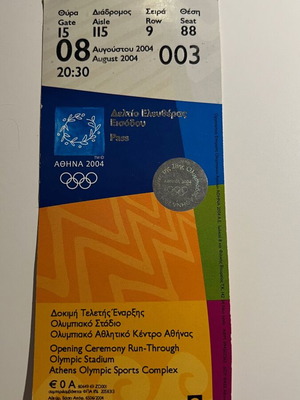 Θύρα Διάδρομος Σειρά Θέση
Gate Aisle Row Seat
15 115 9 88
08 Αυγούστου 2004 003
August 2004
20:30
Δελτίο Ελευθέρας
Εισόδου
Pass
ΑΘΗΝΑ 2004
Δοκιμή Τελετής Έναρξης
Ολυμπιακό Στάδιο
Ολυμπιακό Αθλητικό Κέντρο Αθήνας
Opening Ceremony Run-Through
Olympic Stadium
Athens Olympic Sports Complex
€ 0 A